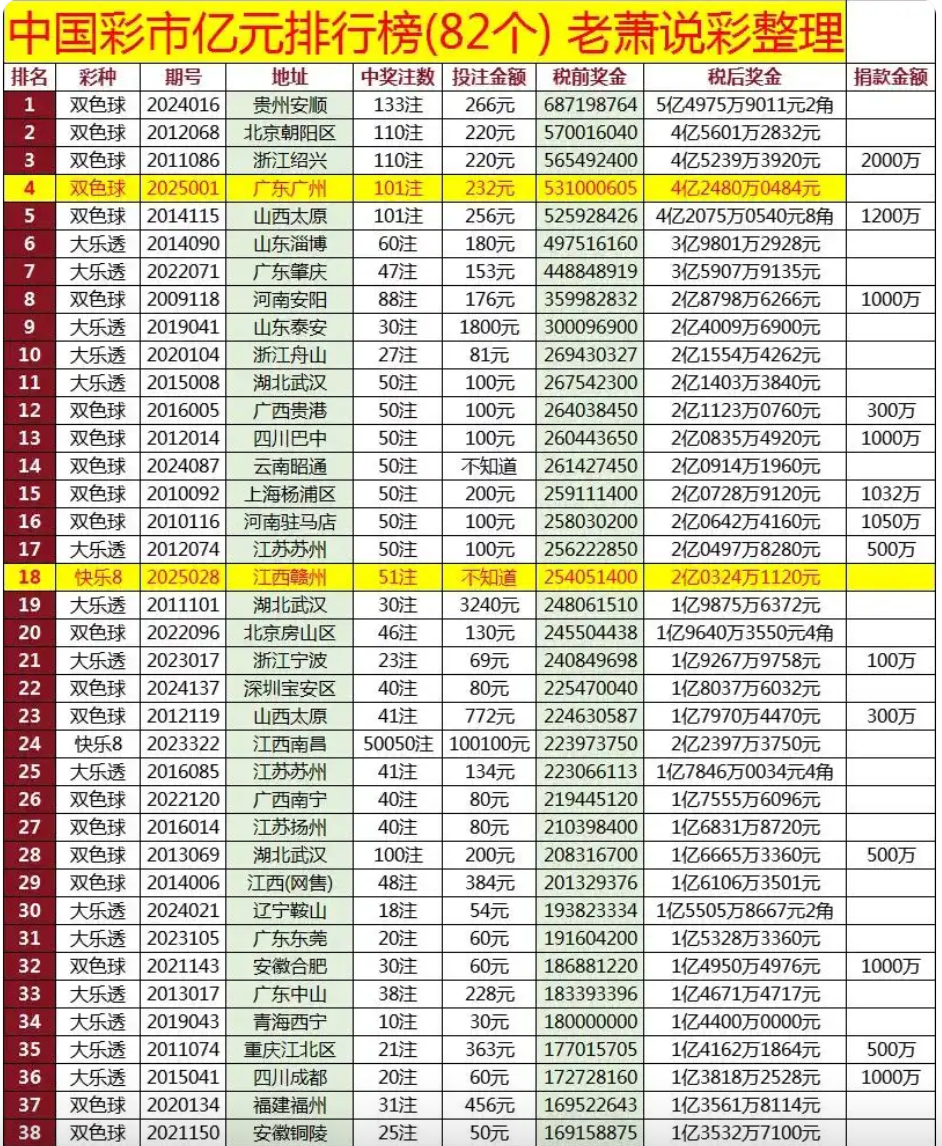 中国彩市亿元排行榜(82个) 老萧说彩整理
排名 彩种 期号 地址 中奖注数 投注金额 税前奖金 税后奖金 捐款金额
1 双色球 2024016 贵州安顺 133注 266元 687198764 5亿4975万9011元2角
2 双色球 2012068 北京朝阳区 110注 220元 570016040 4亿5601万2832元
3 双色球 2011086 浙江绍兴 110注 220元 565492400 4亿5239万3920元 2000万
4 双色球 2025001 广东广州 101注 232元 531000605 4亿2480万0484元
5 双色球 2014115 山西太原 101注 256元 525928426 4亿2075万0540元8角 1200万
6 大乐透 2014090 山东淄博 60注 180元 497516160 3亿9801万2928元
7 大乐透 2022071 广东肇庆 47注 153元 448848919 3亿5907万9135元
8 双色球 2009118 河南安阳 88注 176元 359982832 2亿8798万6266元 1000万
9 大乐透 2019041 山东泰安 30注 1800元 300096900 2亿4009万6900元
10 大乐透 2020104 浙江舟山 27注 81元 269430327 2亿1554万4262元
11 大乐透 2015008 湖北武汉 50注 100元 267542300 2亿1403万3840元
12 双色球 2016005 广西贵港 50注 100元 264038450 2亿1123万0760元 300万
13 双色球 2012014 四川巴中 50注 100元 260443650 2亿0835万4920元 1000万
14 双色球 2024087 云南昭通 50注 不知道 261427450 2亿0914万1960元
15 双色球 2010092 上海杨浦区 50注 200元 259111400 2亿0728万9120元 1032万
16 双色球 2010116 河南驻马店 50注 100元 258030200 2亿0642万4160元 1050万
17 大乐透 2012074 江苏苏州 50注 100元 256222850 2亿0497万8280元 500万
18 快乐8 2025028 江西赣州 51注 不知道 254051400 2亿0324万1120元
19 大乐透 2011101 湖北武汉 30注 3240元 248061510 1亿9875万6372元
20 双色球 2022096 北京房山区 46注 130元 245504438 1亿9640万3550元4角
21 大乐透 2023017 浙江宁波 23注 69元 240849698 1亿9267万9758元 100万
22 双色球 2024137 深圳宝安区 40注 80元 225470040 1亿8037万6032元
23 双色球 2012119 山西太原 41注 772元 224630587 1亿7970万4470元 300万
24 快乐8 2023322 江西南昌 50050注 100100元 223973750 2亿2397万3750元
25 大乐透 2016085 江苏苏州 41注 134元 223066113 1亿7846万0034元4角
26 双色球 2022120 广西南宁 40注 80元 219445120 1亿7555万6096元
27 双色球 2016014 江苏扬州 40注 80元 210398400 1亿6831万8720元
28 双色球 2013069 湖北武汉 100注 200元 208316700 1亿6665万3360元 500万
29 双色球 2014006 江西(网售) 48注 384元 201329376 1亿6106万3501元
30 大乐透 2024021 辽宁鞍山 18注 54元 193823334 1亿5505万8667元2角
31 大乐透 2023105 广东东莞 20注 60元 191604200 1亿5328万3360元
32 双色球 2021143 安徽合肥 30注 60元 186881220 1亿4950万4976元 1000万
33 大乐透 2013017 广东中山 38注 228元 183393396 1亿4671万4717元
34 大乐透 2019043 青海西宁 10注 30元 180000000 1亿4400万0000元
35 大乐透 2011074 重庆江北区 21注 363元 177015705 1亿4162万1864元 500万
36 大乐透 2015041 四川成都 20注 60元 172728160 1亿3818万2528元 1000万
37 双色球 2020134 福建福州 31注 456元 169522643 1亿3561万8114元
38 双色球 2021150 安徽铜陵 25注 50元 169158875 1亿3532万7100元